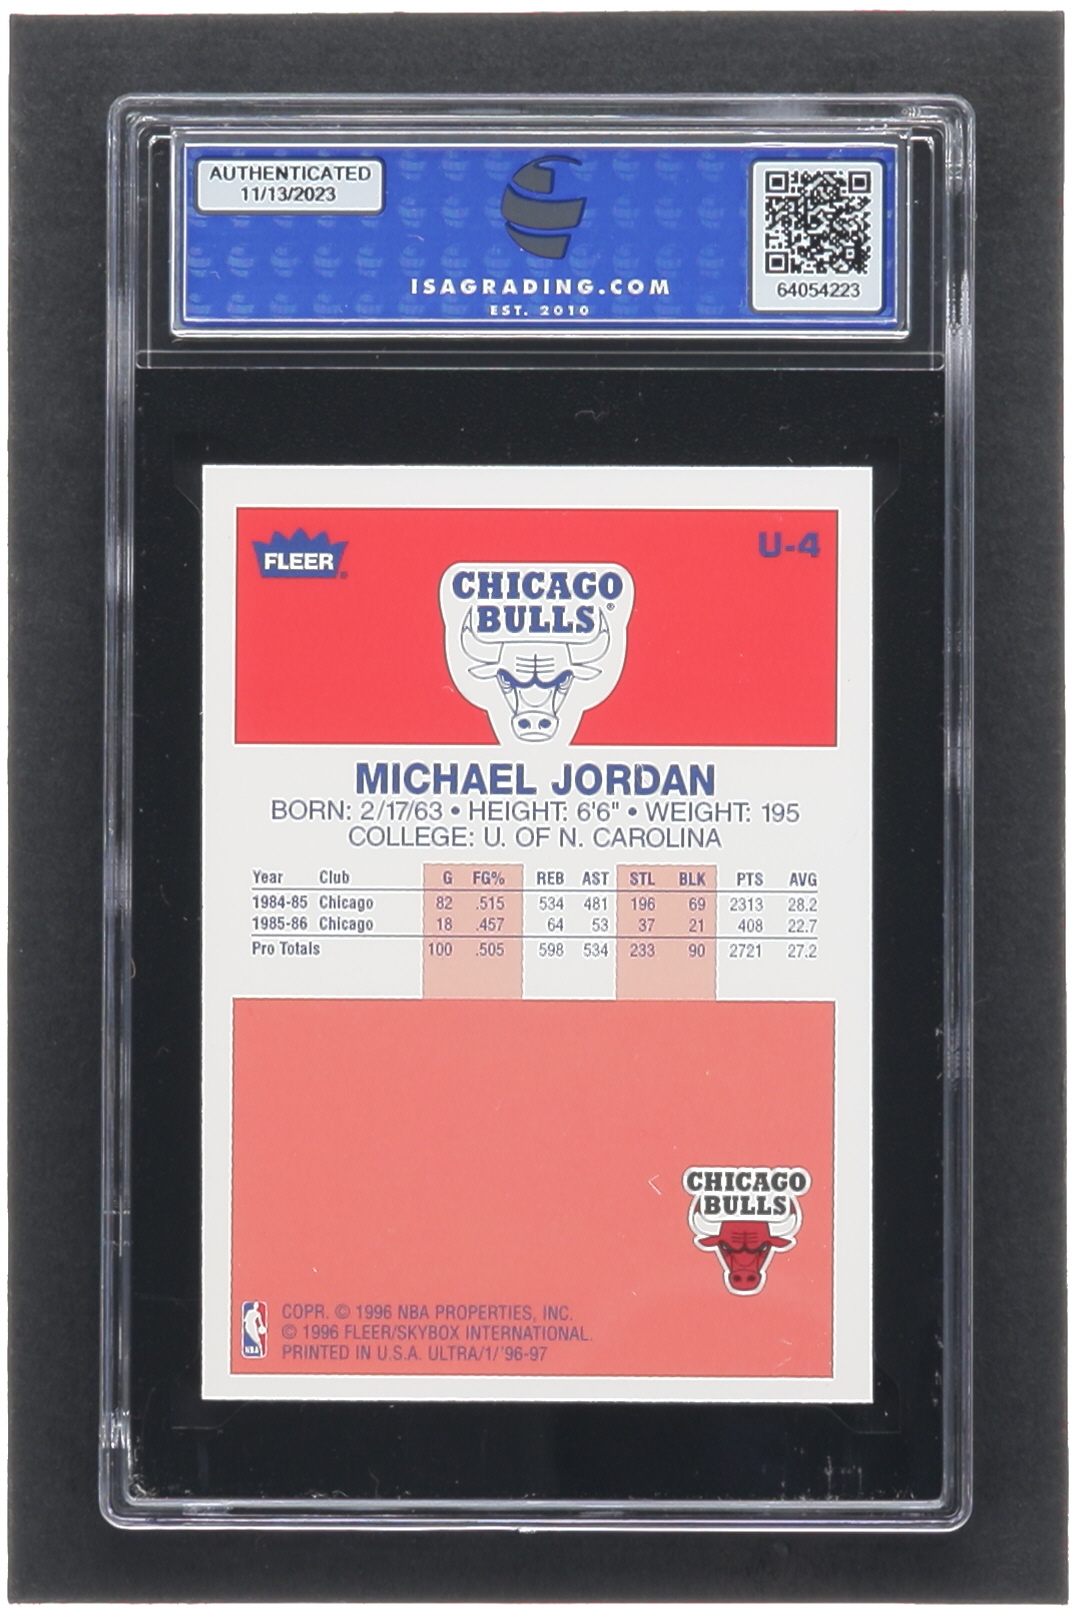 AUTHENTICATED
11/13/2023
ISAGRADING.COM
EST. 2010
64054223
FLEER®
U-4
CHICAGO
BULLS®
MICHAEL JORDAN
BORN: 2/17/63 • HEIGHT: 6'6" • WEIGHT: 195
COLLEGE: U. OF N. CAROLINA
Year Club G FG% REB AST STL BLK PTS AVG
1984-85 Chicago 82 .515 534 481 196 69 2313 28.2
1985-86 Chicago 18 .457 64 53 37 21 408 22.7
Pro Totals 100 .505 598 534 233 90 2721 27.2
CHICAGO
BULLS
NBA
COPR. © 1996 NBA PROPERTIES, INC.
© 1996 FLEER/SKYBOX INTERNATIONAL.
PRINTED IN U.S.A. ULTRA/1/'96-97